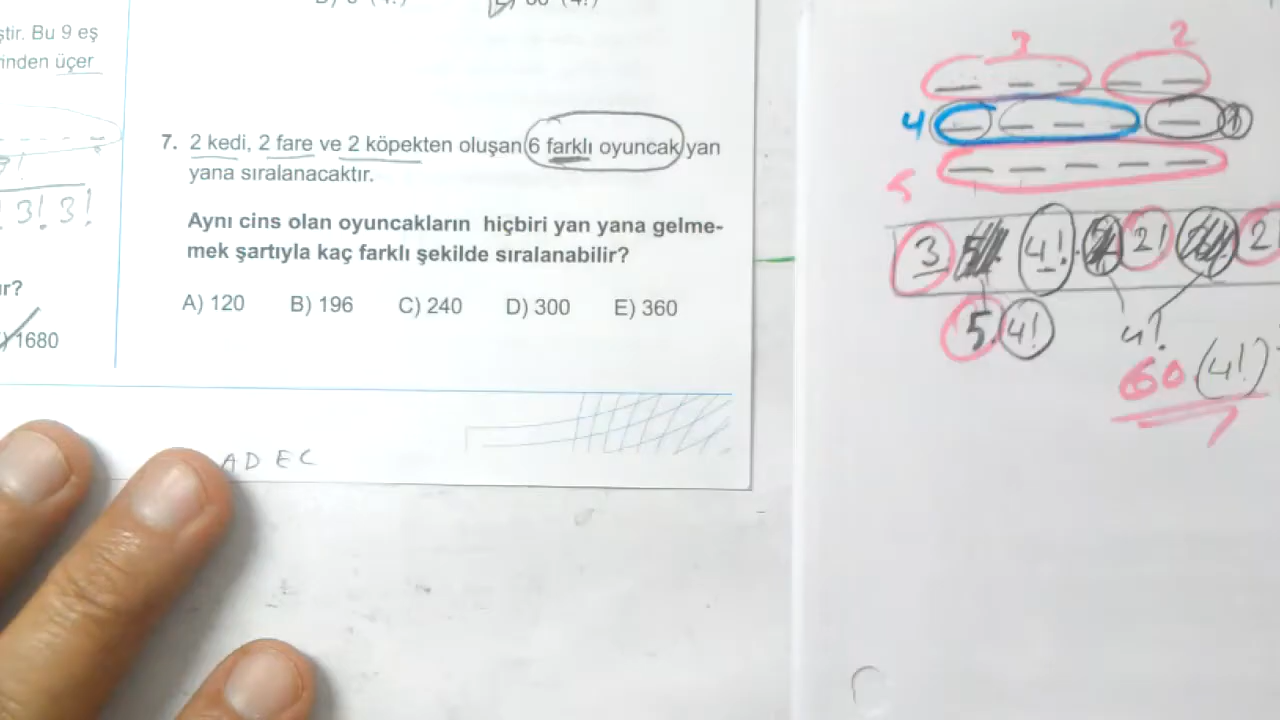 ştir. Bu 9 eş
rinden üçer
3! 3!
r?
1680
7. 2 kedi, 2 fare ve 2 köpekten oluşan 6 farklı oyuncak yan
yana sıralanacaktır.
Aynı cins olan oyuncakların hiçbiri yan yana gelme-
mek şartıyla kaç farklı şekilde sıralanabilir?
A) 120 B) 196 C) 240 D) 300 E) 360
ADEC
3 2
4
5
3 4! . 2! 2
5. 4! 4!
60 (4!)